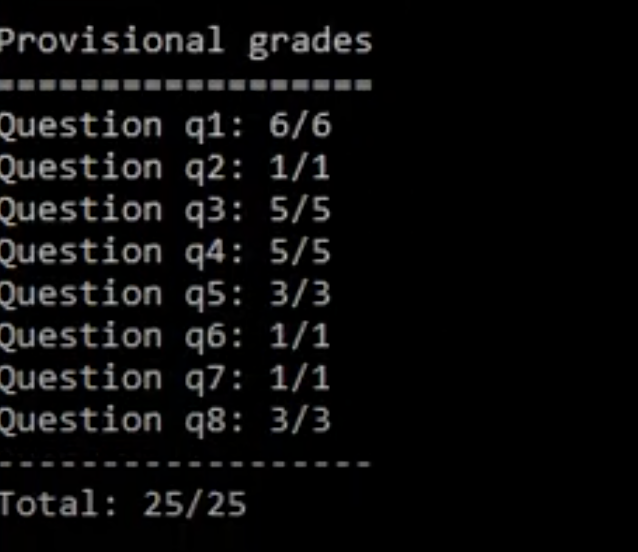 Provisional grades
==================
Question q1: 6/6
Question q2: 1/1
Question q3: 5/5
Question q4: 5/5
Question q5: 3/3
Question q6: 1/1
Question q7: 1/1
Question q8: 3/3
------------------
Total: 25/25